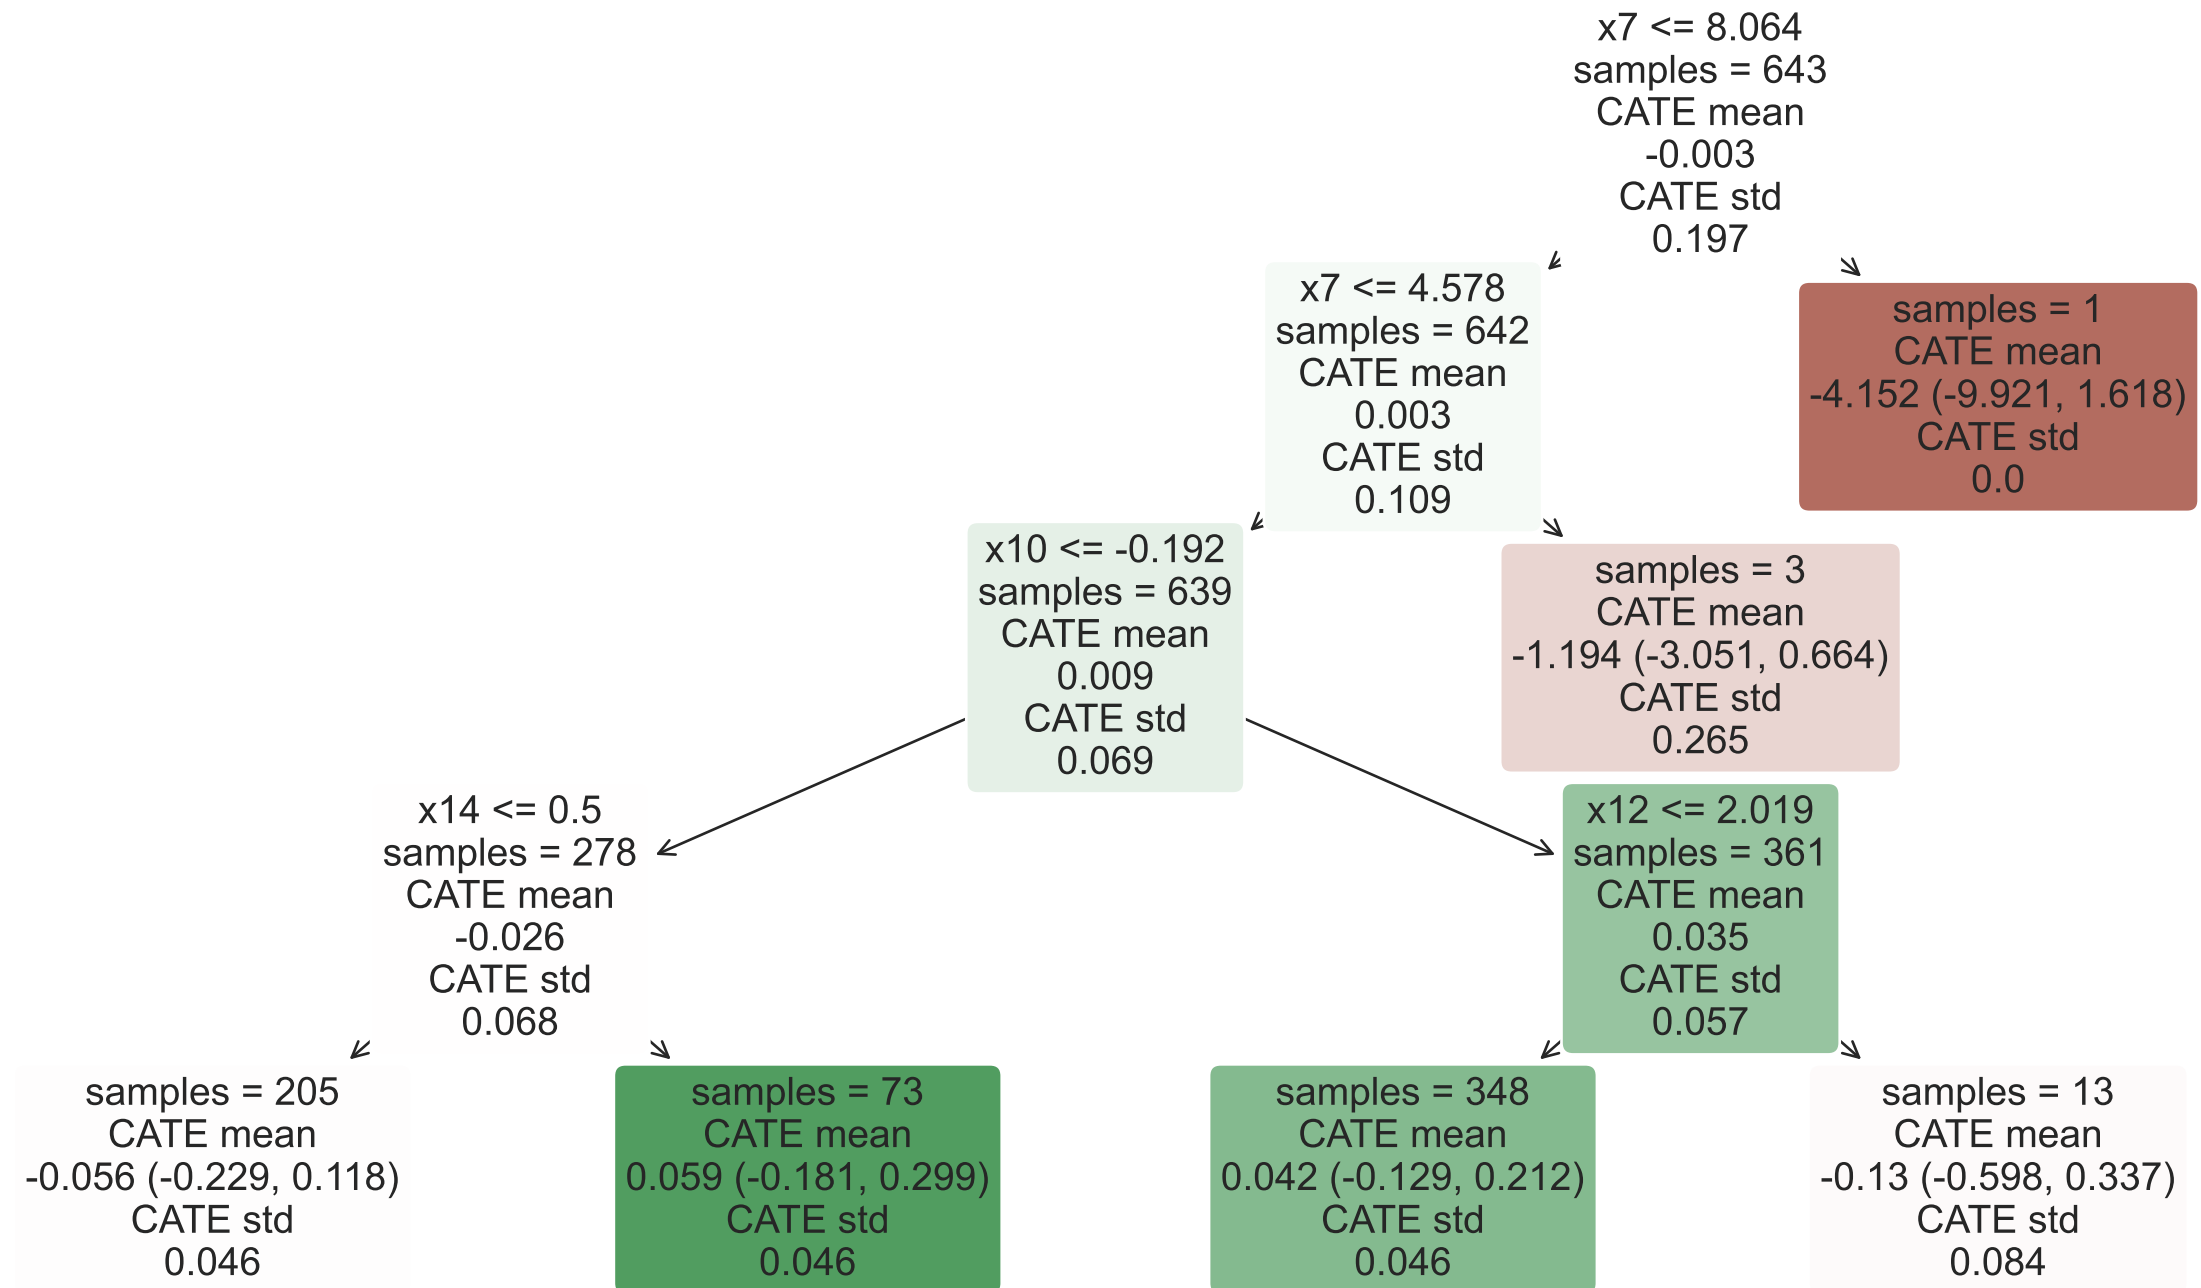 x7 <= 8.064
samples = 643
CATE mean
-0.003
CATE std
0.197
x7 <= 4.578
samples = 642
CATE mean
0.003
CATE std
0.109
samples = 1
CATE mean
-4.152 (-9.921, 1.618)
CATE std
0.0
x10 <= -0.192
samples = 639
CATE mean
0.009
CATE std
0.069
samples = 3
CATE mean
-1.194 (-3.051, 0.664)
CATE std
0.265
x14 <= 0.5
samples = 278
CATE mean
-0.026
CATE std
0.068
x12 <= 2.019
samples = 361
CATE mean
0.035
CATE std
0.057
samples = 205
CATE mean
-0.056 (-0.229, 0.118)
CATE std
0.046
samples = 73
CATE mean
0.059 (-0.181, 0.299)
CATE std
0.046
samples = 348
CATE mean
0.042 (-0.129, 0.212)
CATE std
0.046
samples = 13
CATE mean
-0.13 (-0.598, 0.337)
CATE std
0.084